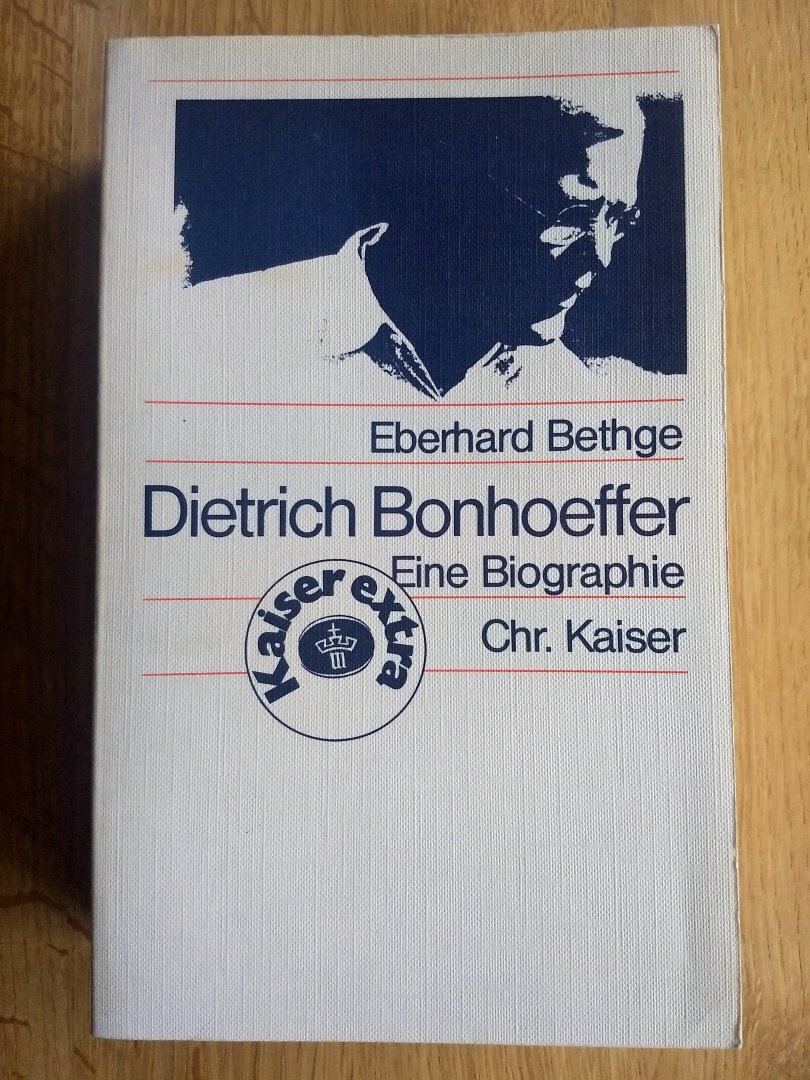 Eberhard Bethge
Dietrich Bonhoeffer
Eine Biographie
Kaiser extra
Chr. Kaiser